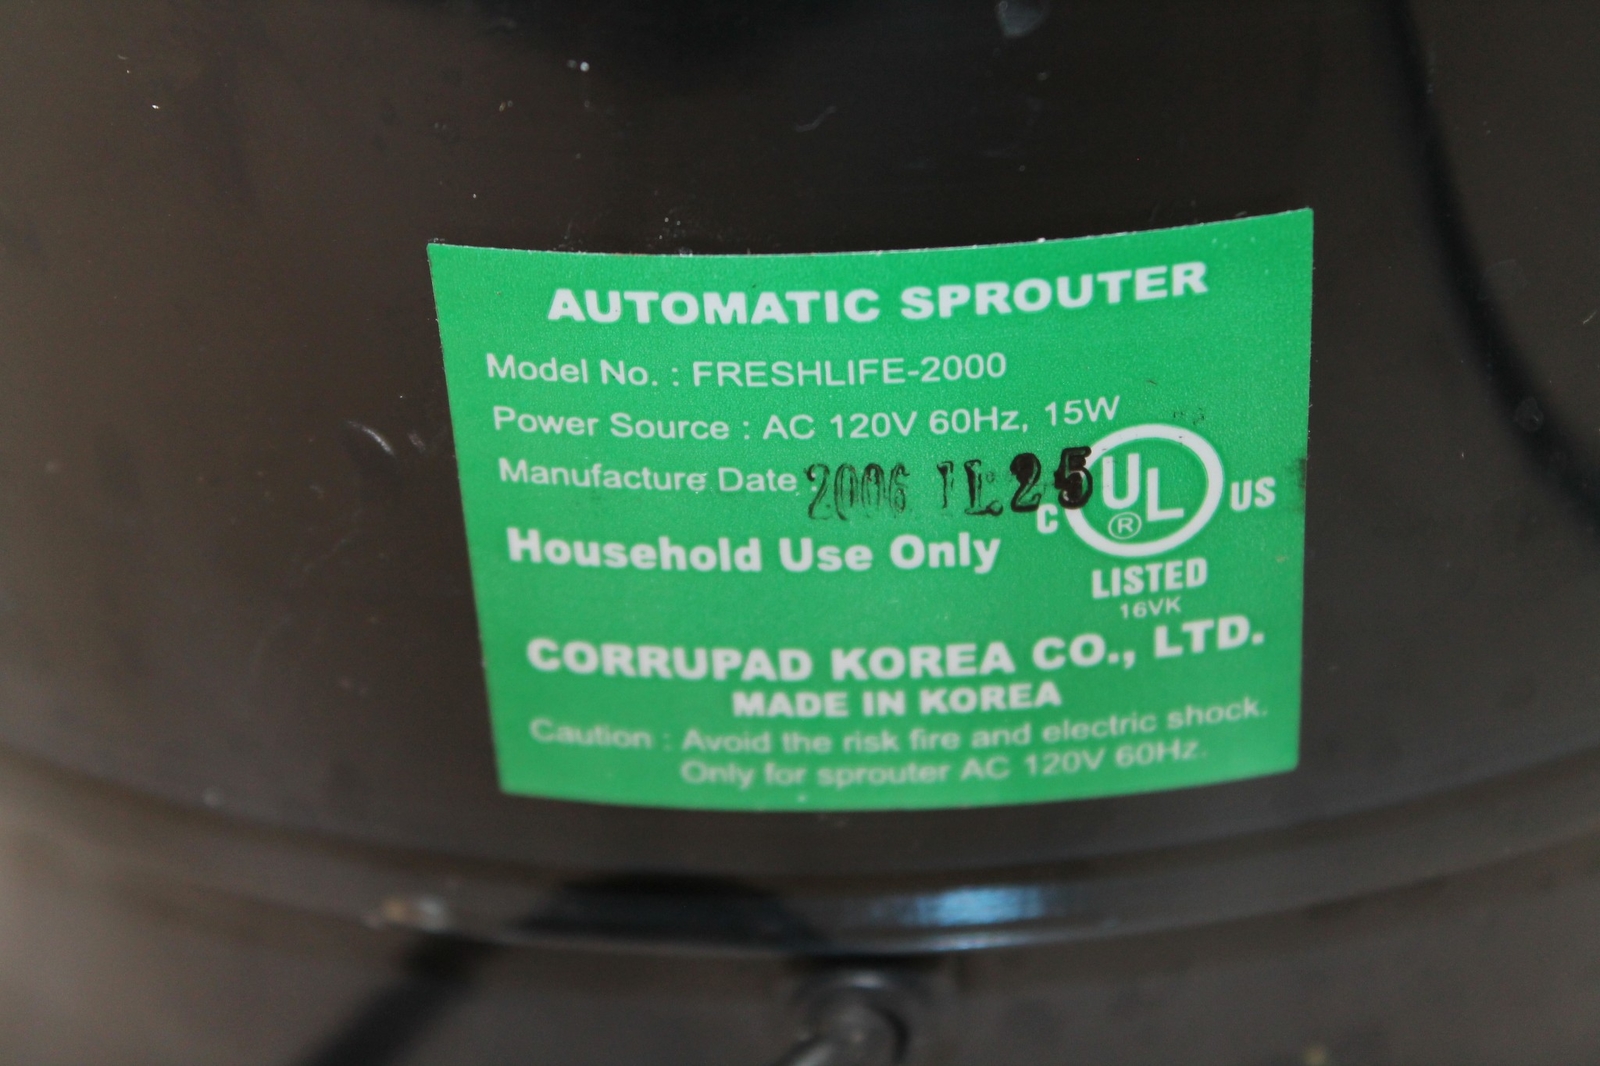 AUTOMATIC SPROUTER
Model No. : FRESHLIFE-2000
Power Source : AC 120V 60Hz, 15W
Manufacture Date : 2006 11. 25
Household Use Only
C UL ® US
LISTED
16VK
CORRUPAD KOREA CO., LTD.
MADE IN KOREA
Caution : Avoid the risk fire and electric shock.
Only for sprouter AC 120V 60Hz.